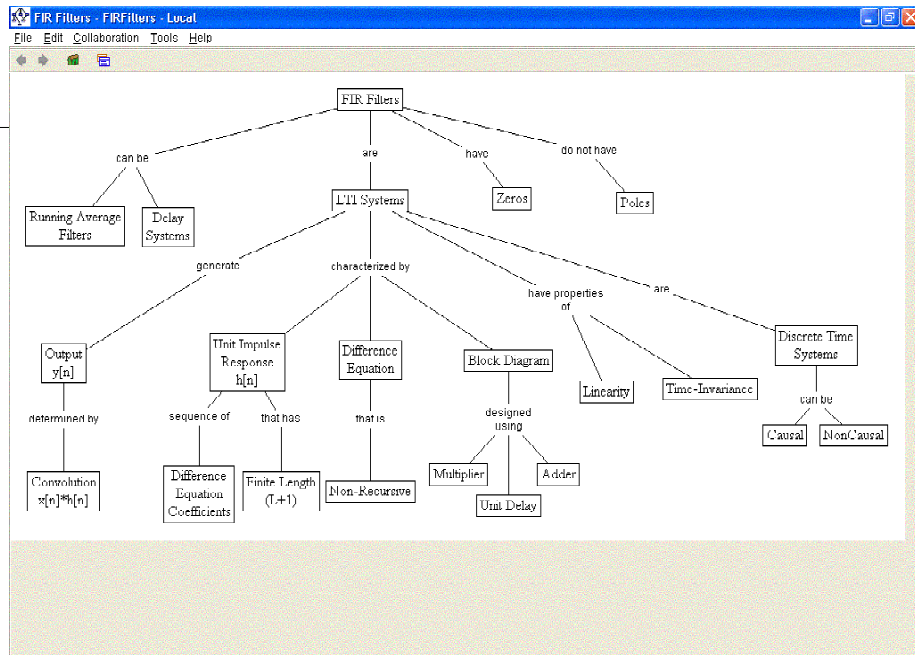 FIR Filters - FIRFilters - Local
File Edit Collaboration Tools Help
FIR Filters
can be
are
have
do not have
Running Average
Filters
Delay
Systems
LTI Systems
Zeros
Poles
generate
characterized by
have properties
of
are
Output
y[n]
Unit Impulse
Response
h[n]
Difference
Equation
Block Diagram
Linearity
Time-Invariance
Discrete Time
Systems
determined by
sequence of
that has
that is
designed
using
can be
Convolution
x[n]*h[n]
Difference
Equation
Coefficients
Finite Length
(L+1)
Non-Recursive
Multiplier
Adder
Unit Delay
Causal
NonCausal